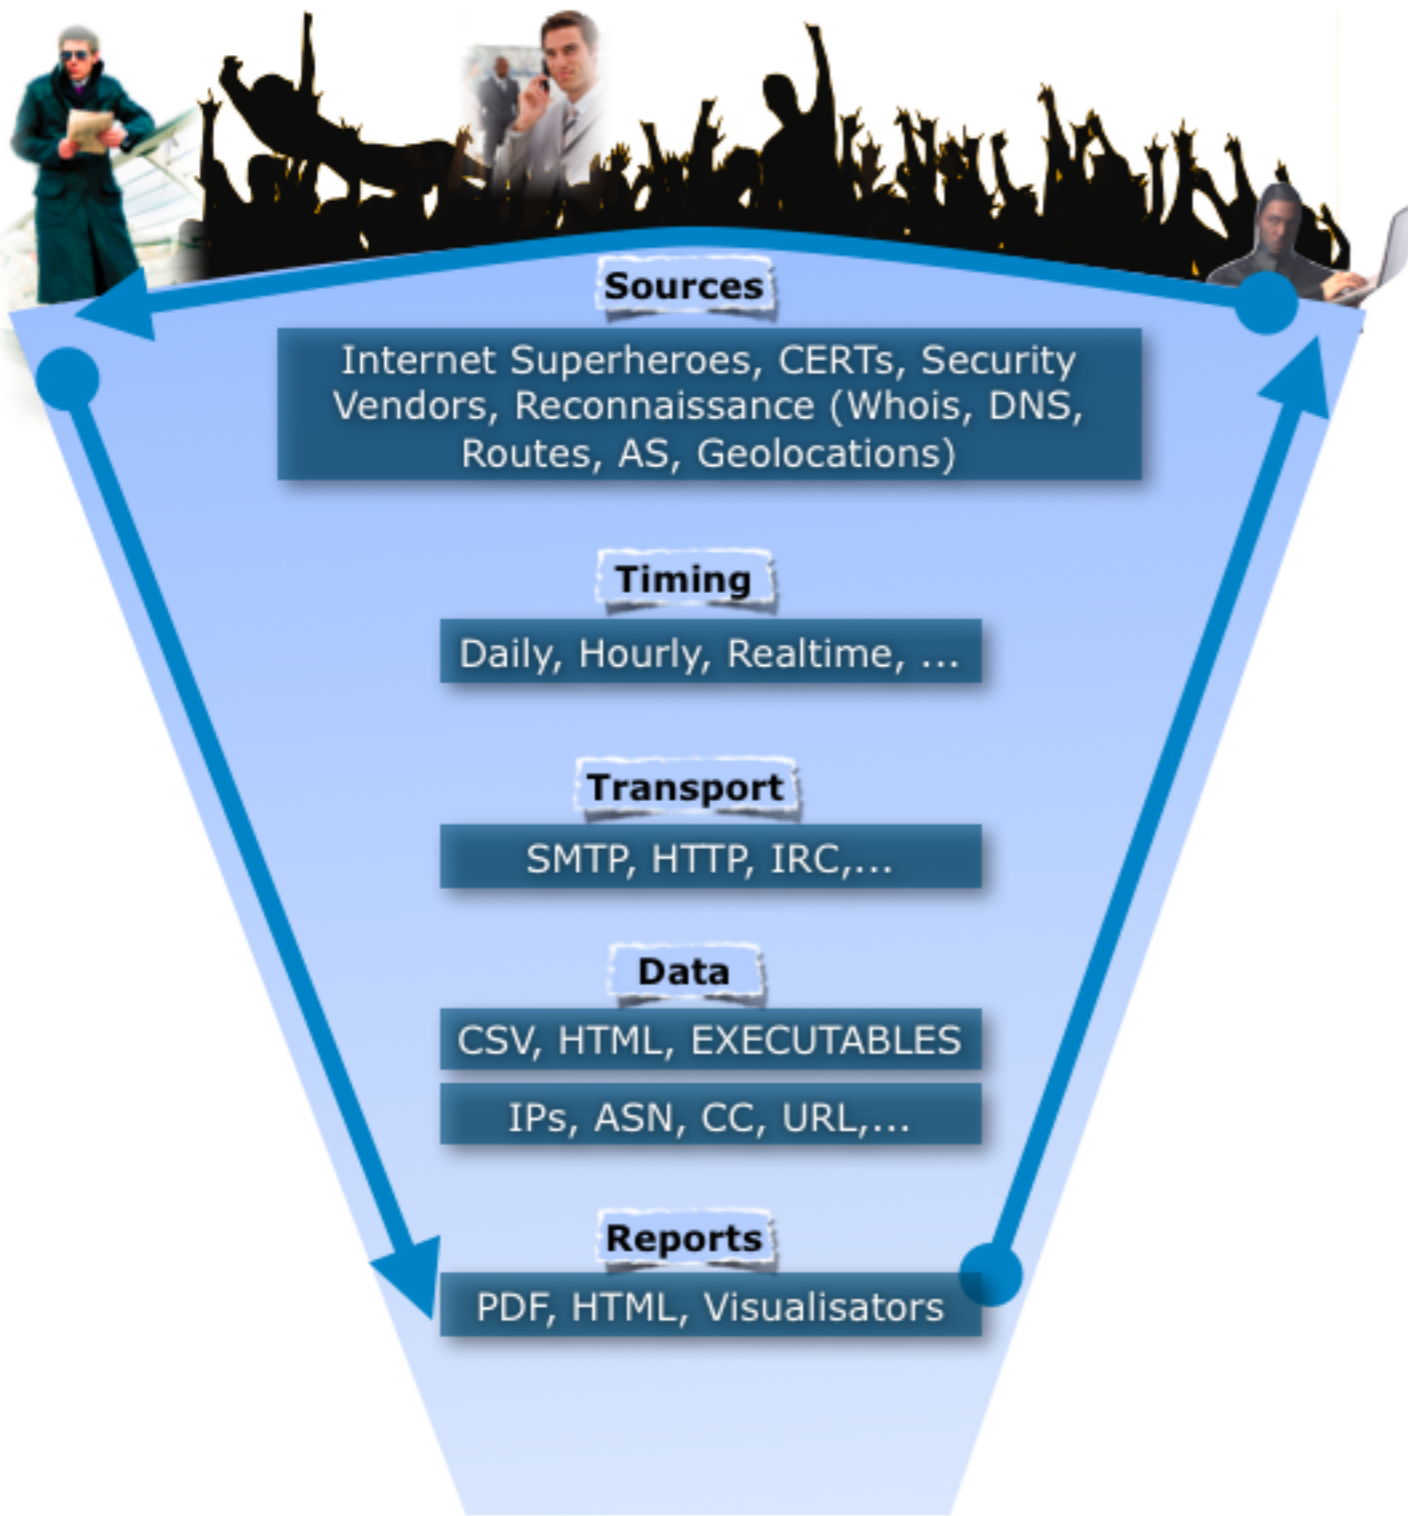 Sources
Internet Superheroes, CERTs, Security
Vendors, Reconnaissance (Whois, DNS,
Routes, AS, Geolocations)
Timing
Daily, Hourly, Realtime, ...
Transport
SMTP, HTTP, IRC,...
Data
CSV, HTML, EXECUTABLES
IPs, ASN, CC, URL,...
Reports
PDF, HTML, Visualisators